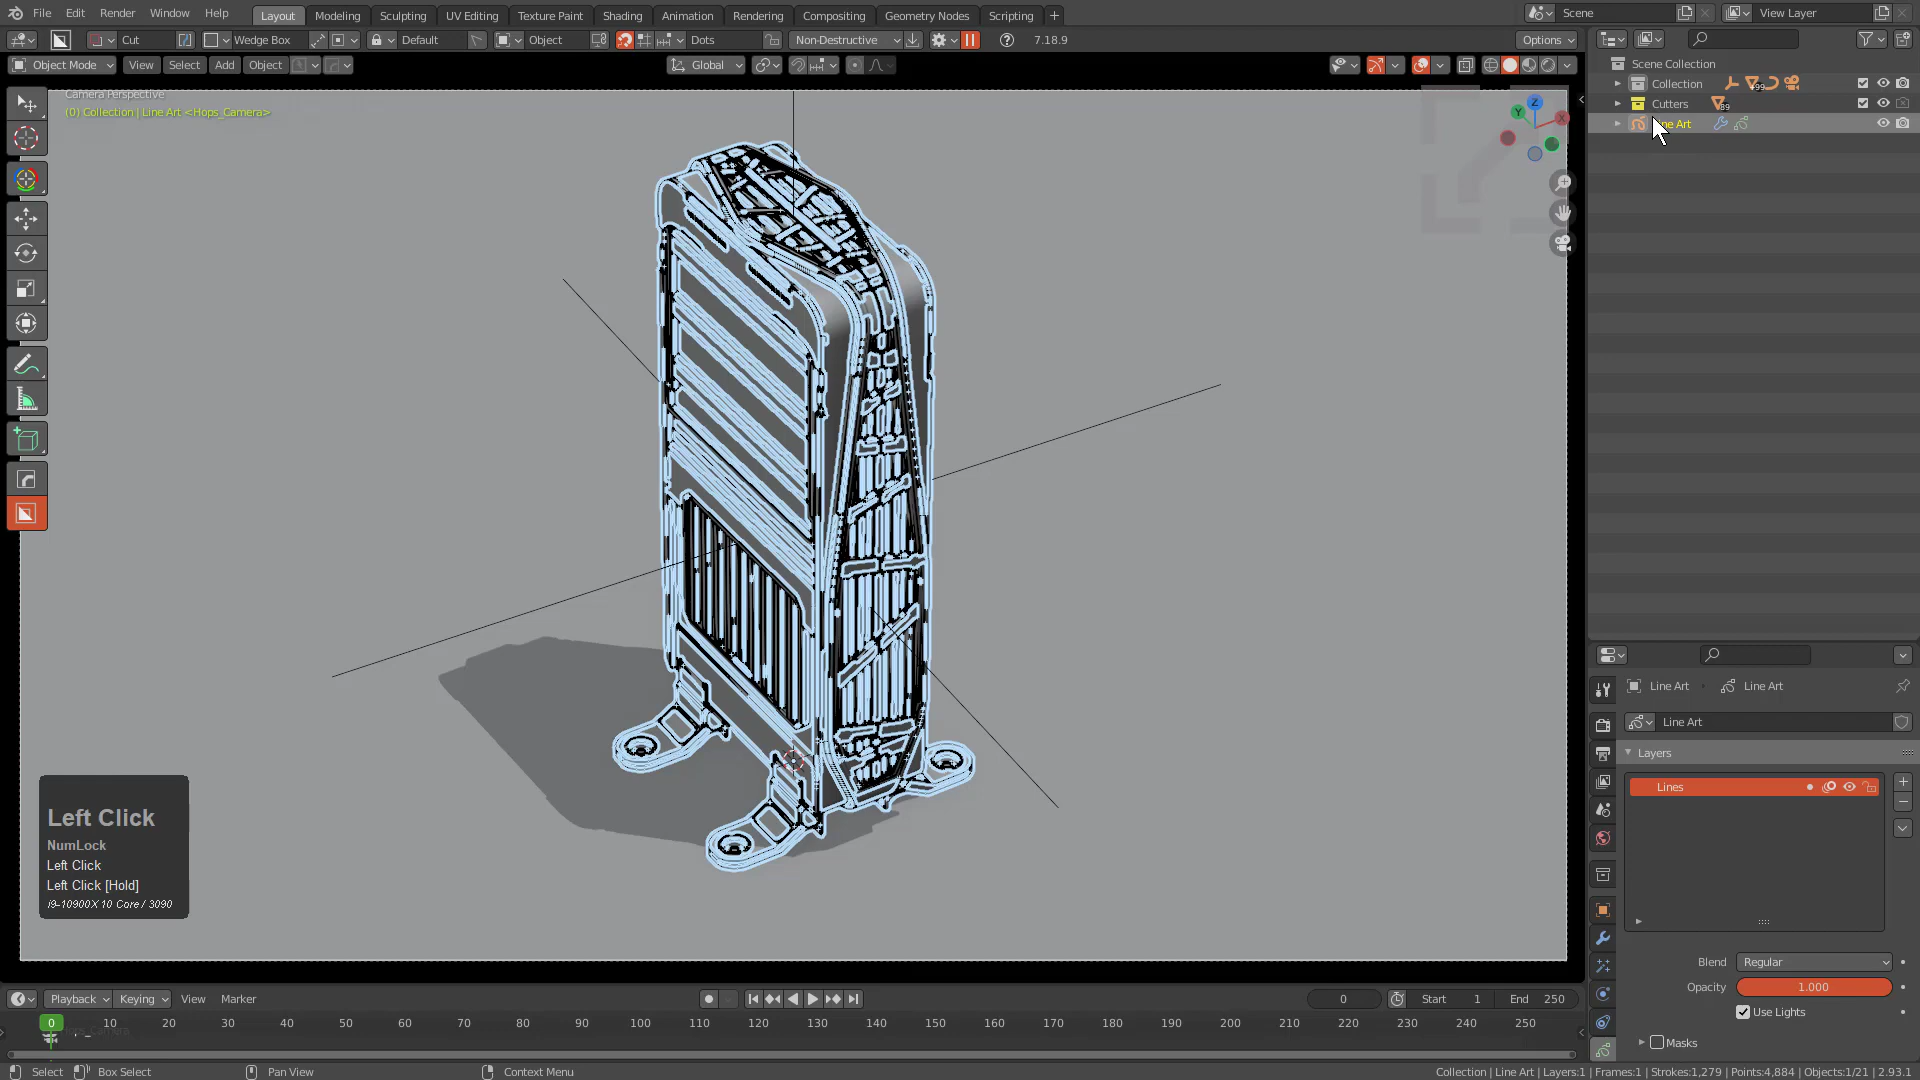 File Edit Render Window Help Layout Modeling Sculpting UV Editing Texture Paint Shading Animation Rendering Compositing Geometry Nodes Scripting Scene View Layer
Cut Wedge Box Default Object Dots Non-Destructive 7.18.9 Options
Object Mode View Select Add Object Global
Camera Perspective
(0) Collection | Line Art <Hops_Camera>
Scene Collection
Collection
99
Cutters
89
Line Art
Z
Y
X
Left Click
NumLock
Left Click
Left Click [Hold]
i9-10900X 10 Core / 3090
Line Art Line Art
Line Art
Layers
Lines
Blend Regular
Opacity 1.000
Use Lights
Masks
Playback Keying View Marker 0 Start 1 End 250
0 10 20 30 40 50 60 70 80 90 100 110 120 130 140 150 160 170 180 190 200 210 220 230 240 250
Select Box Select Pan View Context Menu Collection | Line Art | Layers:1 | Frames:1 | Strokes:1,279 | Points:4,884 | Objects:1/21 | 2.93.1